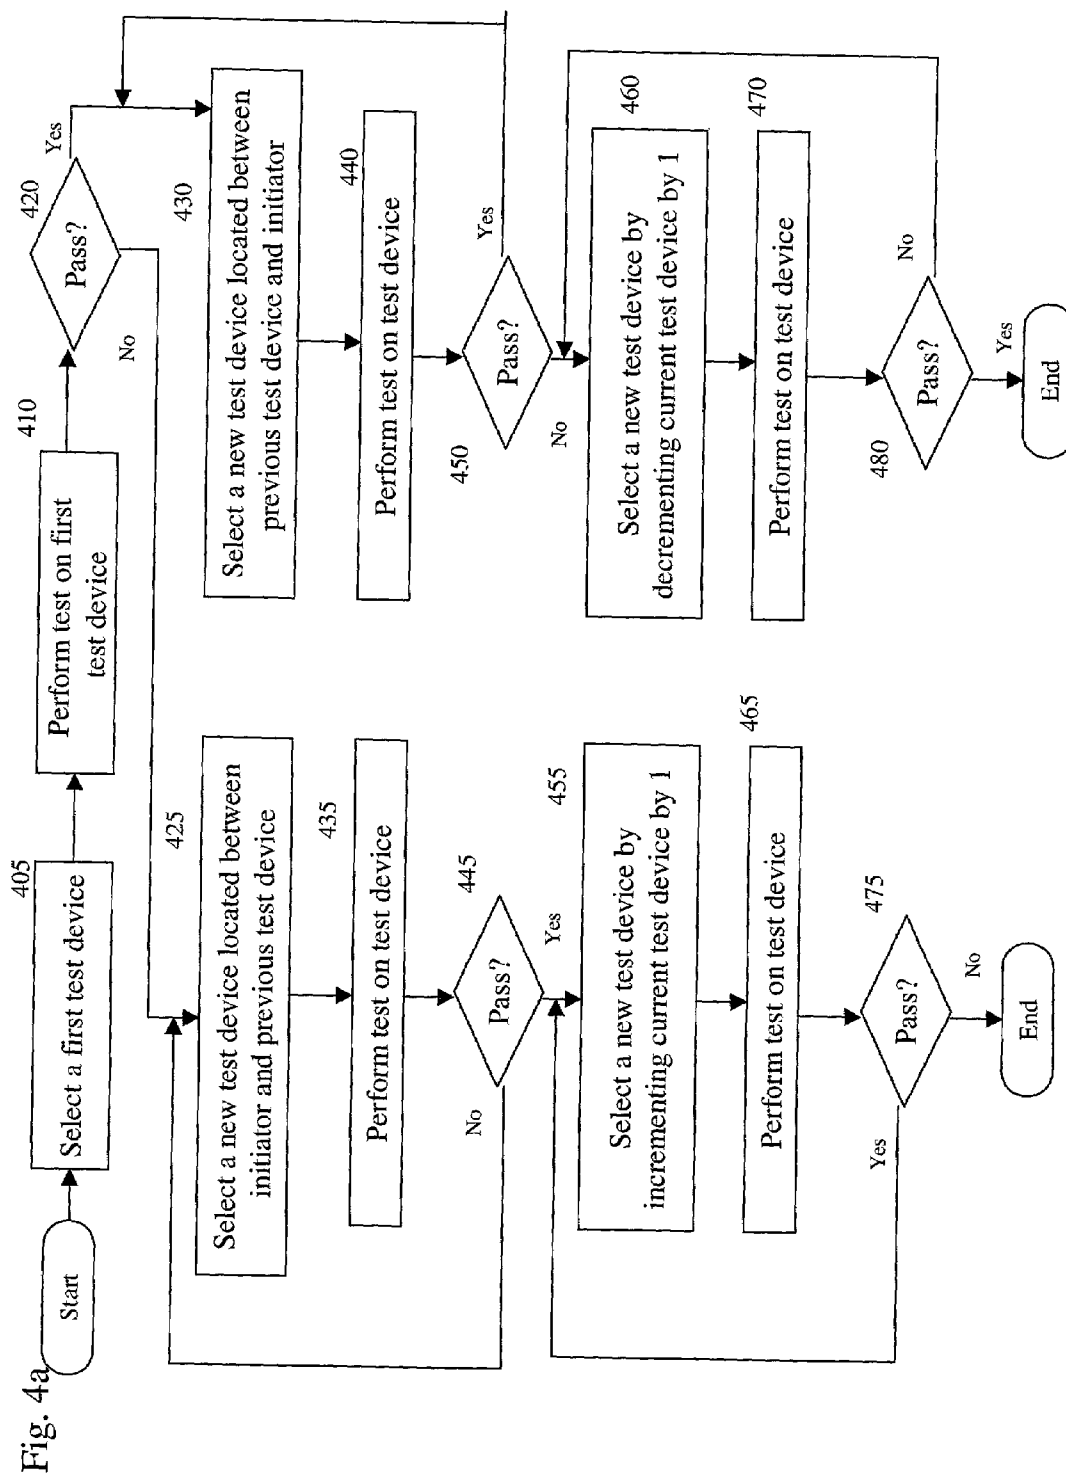 Fig. 4a
Start
405
Select a first test device
410
Perform test on first
test device
420
Pass?
Yes
No
425
Select a new test device located between
initiator and previous test device
435
Perform test on test device
445
Pass?
No
Yes
455
Select a new test device by
incrementing current test device by 1
465
Perform test on test device
475
Pass?
Yes
No
End
430
Select a new test device located between
previous test device and initiator
440
Perform test on test device
450
Pass?
Yes
No
460
Select a new test device by
decrementing current test device by 1
470
Perform test on test device
480
Pass?
No
Yes
End